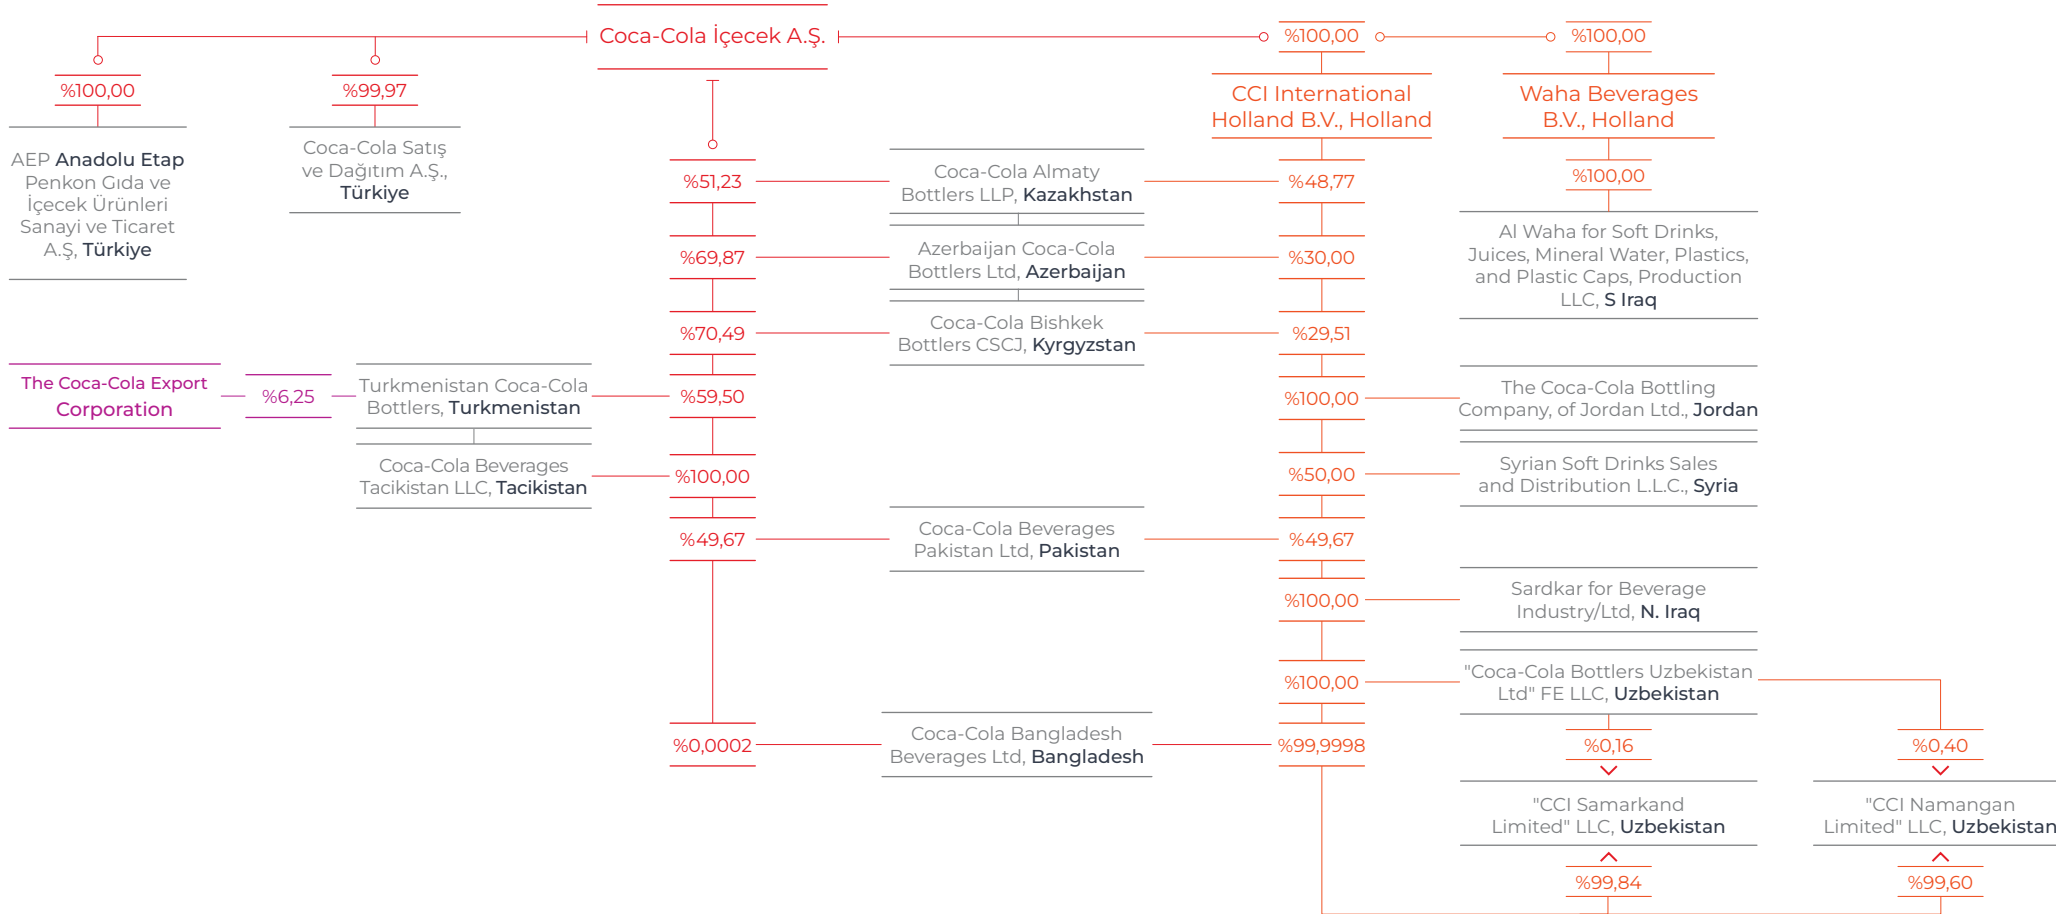 Coca-Cola İçecek A.Ş.
%100,00
%100,00
%100,00
%99,97
CCI International
Holland B.V., Holland
Waha Beverages
B.V., Holland
AEP Anadolu Etap
Penkon Gıda ve
İçecek Ürünleri
Sanayi ve Ticaret
A.Ş, Türkiye
Coca-Cola Satış
ve Dağıtım A.Ş.,
Türkiye
%51,23
Coca-Cola Almaty
Bottlers LLP, Kazakhstan
%48,77
%100,00
Al Waha for Soft Drinks,
Juices, Mineral Water, Plastics,
and Plastic Caps, Production
LLC, S Iraq
%69,87
Azerbaijan Coca-Cola
Bottlers Ltd, Azerbaijan
%30,00
%70,49
Coca-Cola Bishkek
Bottlers CSCJ, Kyrgyzstan
%29,51
The Coca-Cola Export
Corporation
%6,25
Turkmenistan Coca-Cola
Bottlers, Turkmenistan
%59,50
%100,00
The Coca-Cola Bottling
Company, of Jordan Ltd., Jordan
Coca-Cola Beverages
Tacikistan LLC, Tacikistan
%100,00
%50,00
Syrian Soft Drinks Sales
and Distribution L.L.C., Syria
%49,67
Coca-Cola Beverages
Pakistan Ltd, Pakistan
%49,67
%100,00
Sardkar for Beverage
Industry/Ltd, N. Iraq
%100,00
"Coca-Cola Bottlers Uzbekistan
Ltd" FE LLC, Uzbekistan
%0,0002
Coca-Cola Bangladesh
Beverages Ltd, Bangladesh
%99,9998
%0,16
%0,40
"CCI Samarkand
Limited" LLC, Uzbekistan
"CCI Namangan
Limited" LLC, Uzbekistan
%99,84
%99,60